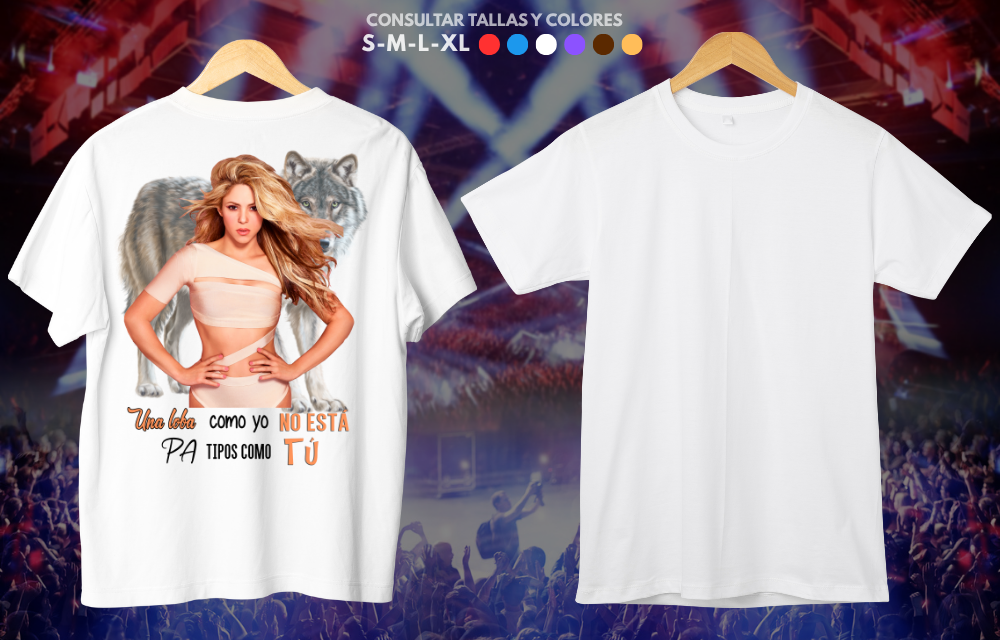 CONSULTAR TALLAS Y COLORES
S-M-L-XL
Una loba como yo NO ESTÁ
PA TIPOS COMO TÚ